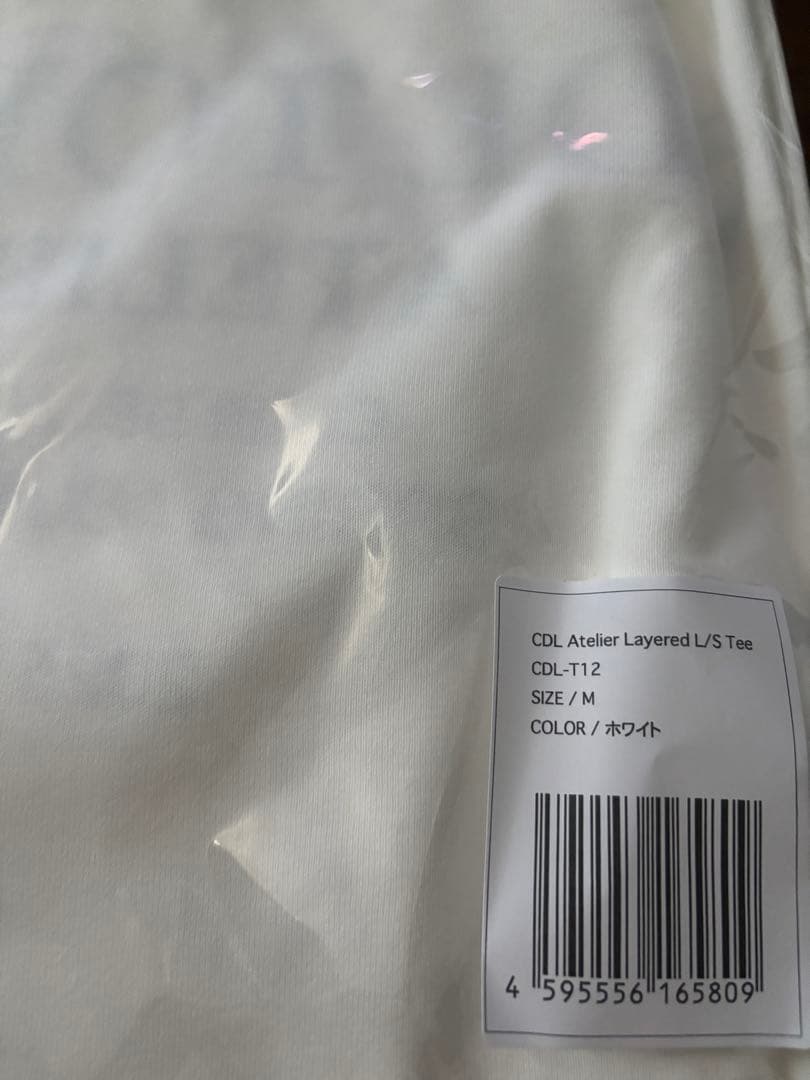 CDL Atelier Layered L/S Tee
CDL-T12
SIZE / M
COLOR / ホワイト
4 595556 165809